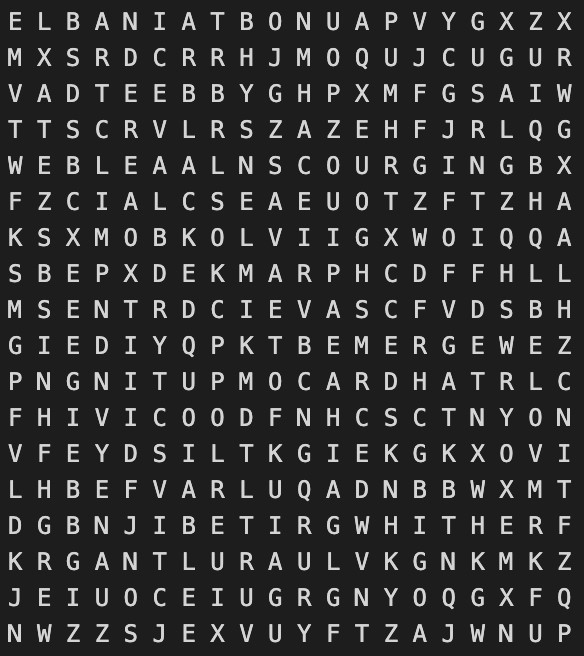 E L B A N I A T B O N U A P V Y G X Z X
M X S R D C R R H J M O Q U J C U G U R
V A D T E E B B Y G H P X M F G S A I W
T T S C R V L R S Z A Z E H F J R L Q G
W E B L E A A L N S C O U R G I N G B X
F Z C I A L C S E A E U O T Z F T Z H A
K S X M O B K O L V I I G X W O I Q Q A
S B E P X D E K M A R P H C D F F H L L
M S E N T R D C I E V A S C F V D S B H
G I E D I Y Q P K T B E M E R G E W E Z
P N G N I T U P M O C A R D H A T R L C
F H I V I C O O D F N H C S C T N Y O N
V F E Y D S I L T K G I E K G K X O V I
L H B E F V A R L U Q A D N B B W X M T
D G B N J I B E T I R G W H I T H E R F
K R G A N T L U R A U L V K G N K M K Z
J E I U O C E I U G R G N Y O Q G X F Q
N W Z Z S J E X V U Y F T Z A J W N U P